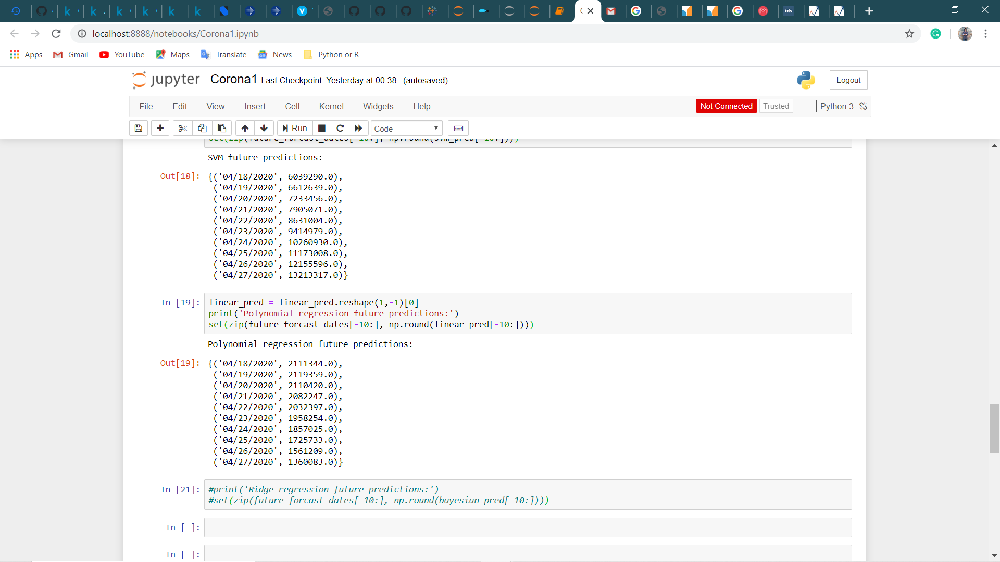 tds
localhost:8888/notebooks/Corona1.ipynb
Apps Gmail YouTube Maps Translate News Python or R
jupyter Corona1 Last Checkpoint: Yesterday at 00:38 (autosaved) Logout
File Edit View Insert Cell Kernel Widgets Help Not Connected Trusted Python 3
Run Code
set(zip(future_forcast_dates[-10:], np.round(svm_pred[-10:])))
SVM future predictions:
Out[18]: {('04/18/2020', 6039290.0),
('04/19/2020', 6612639.0),
('04/20/2020', 7233456.0),
('04/21/2020', 7905071.0),
('04/22/2020', 8631004.0),
('04/23/2020', 9414979.0),
('04/24/2020', 10260930.0),
('04/25/2020', 11173008.0),
('04/26/2020', 12155596.0),
('04/27/2020', 13213317.0)}
In [19]: linear_pred = linear_pred.reshape(1,-1)[0]
print('Polynomial regression future predictions:')
set(zip(future_forcast_dates[-10:], np.round(linear_pred[-10:])))
Polynomial regression future predictions:
Out[19]: {('04/18/2020', 2111344.0),
('04/19/2020', 2119359.0),
('04/20/2020', 2110420.0),
('04/21/2020', 2082247.0),
('04/22/2020', 2032397.0),
('04/23/2020', 1958254.0),
('04/24/2020', 1857025.0),
('04/25/2020', 1725733.0),
('04/26/2020', 1561209.0),
('04/27/2020', 1360083.0)}
In [21]: #print('Ridge regression future predictions:')
#set(zip(future_forcast_dates[-10:], np.round(bayesian_pred[-10:])))
In [ ]:
In [ ]: